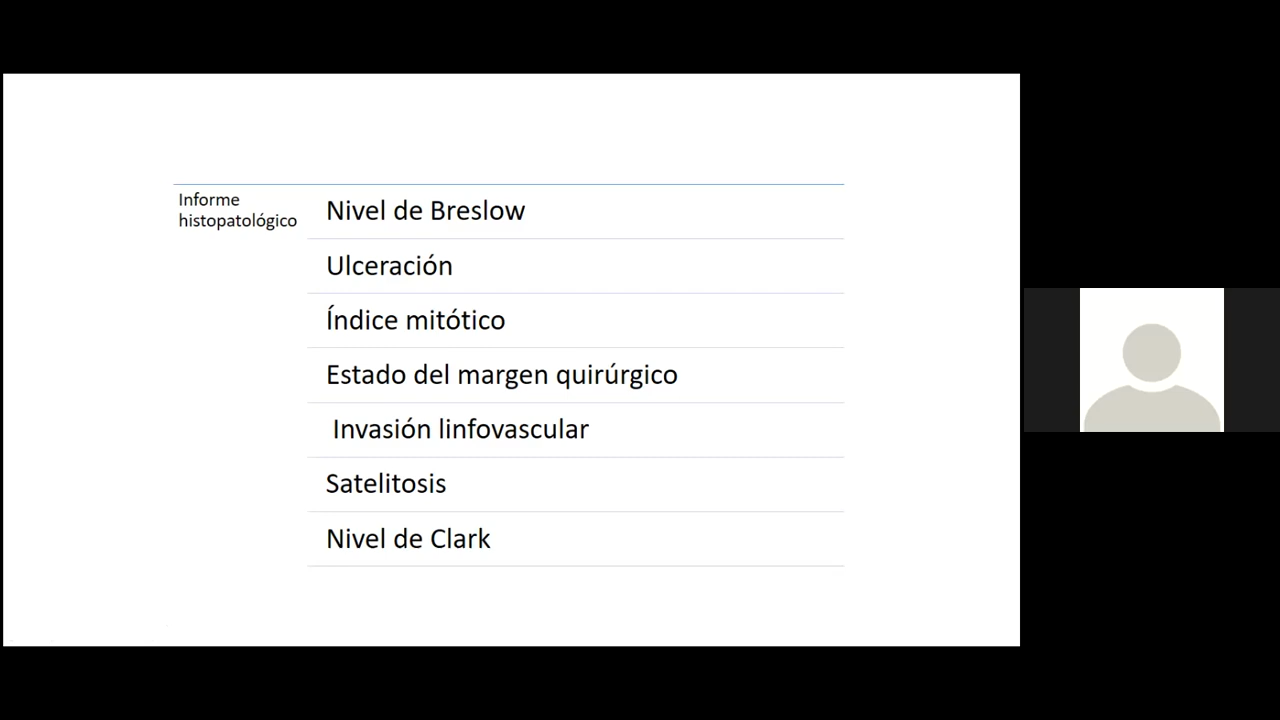 Informe
histopatológico
Nivel de Breslow
Ulceración
Índice mitótico
Estado del margen quirúrgico
Invasión linfovascular
Satelitosis
Nivel de Clark